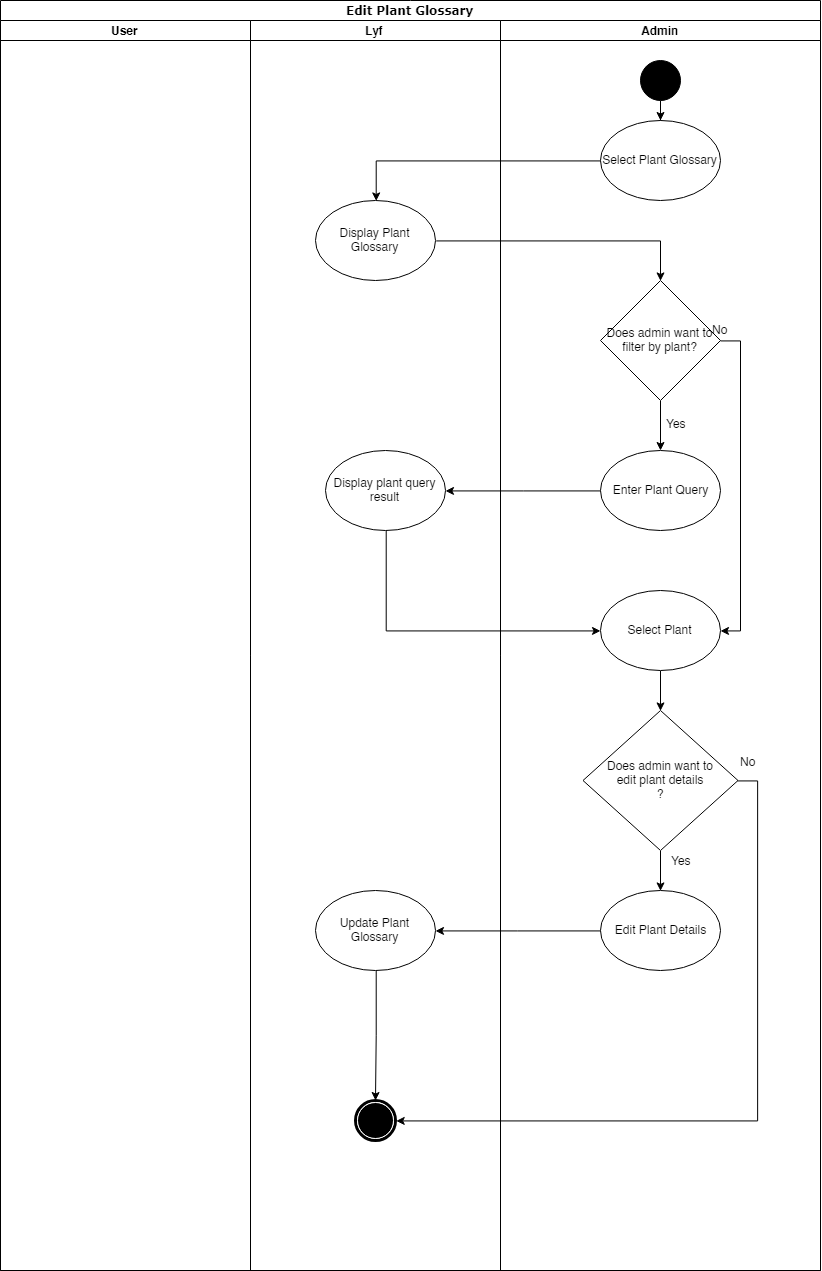 Edit Plant Glossary
User
Lyf
Admin
Select Plant Glossary
Display Plant
Glossary
Does admin want to
filter by plant?
No
Yes
Display plant query
result
Enter Plant Query
Select Plant
Does admin want to
edit plant details
?
No
Yes
Update Plant
Glossary
Edit Plant Details